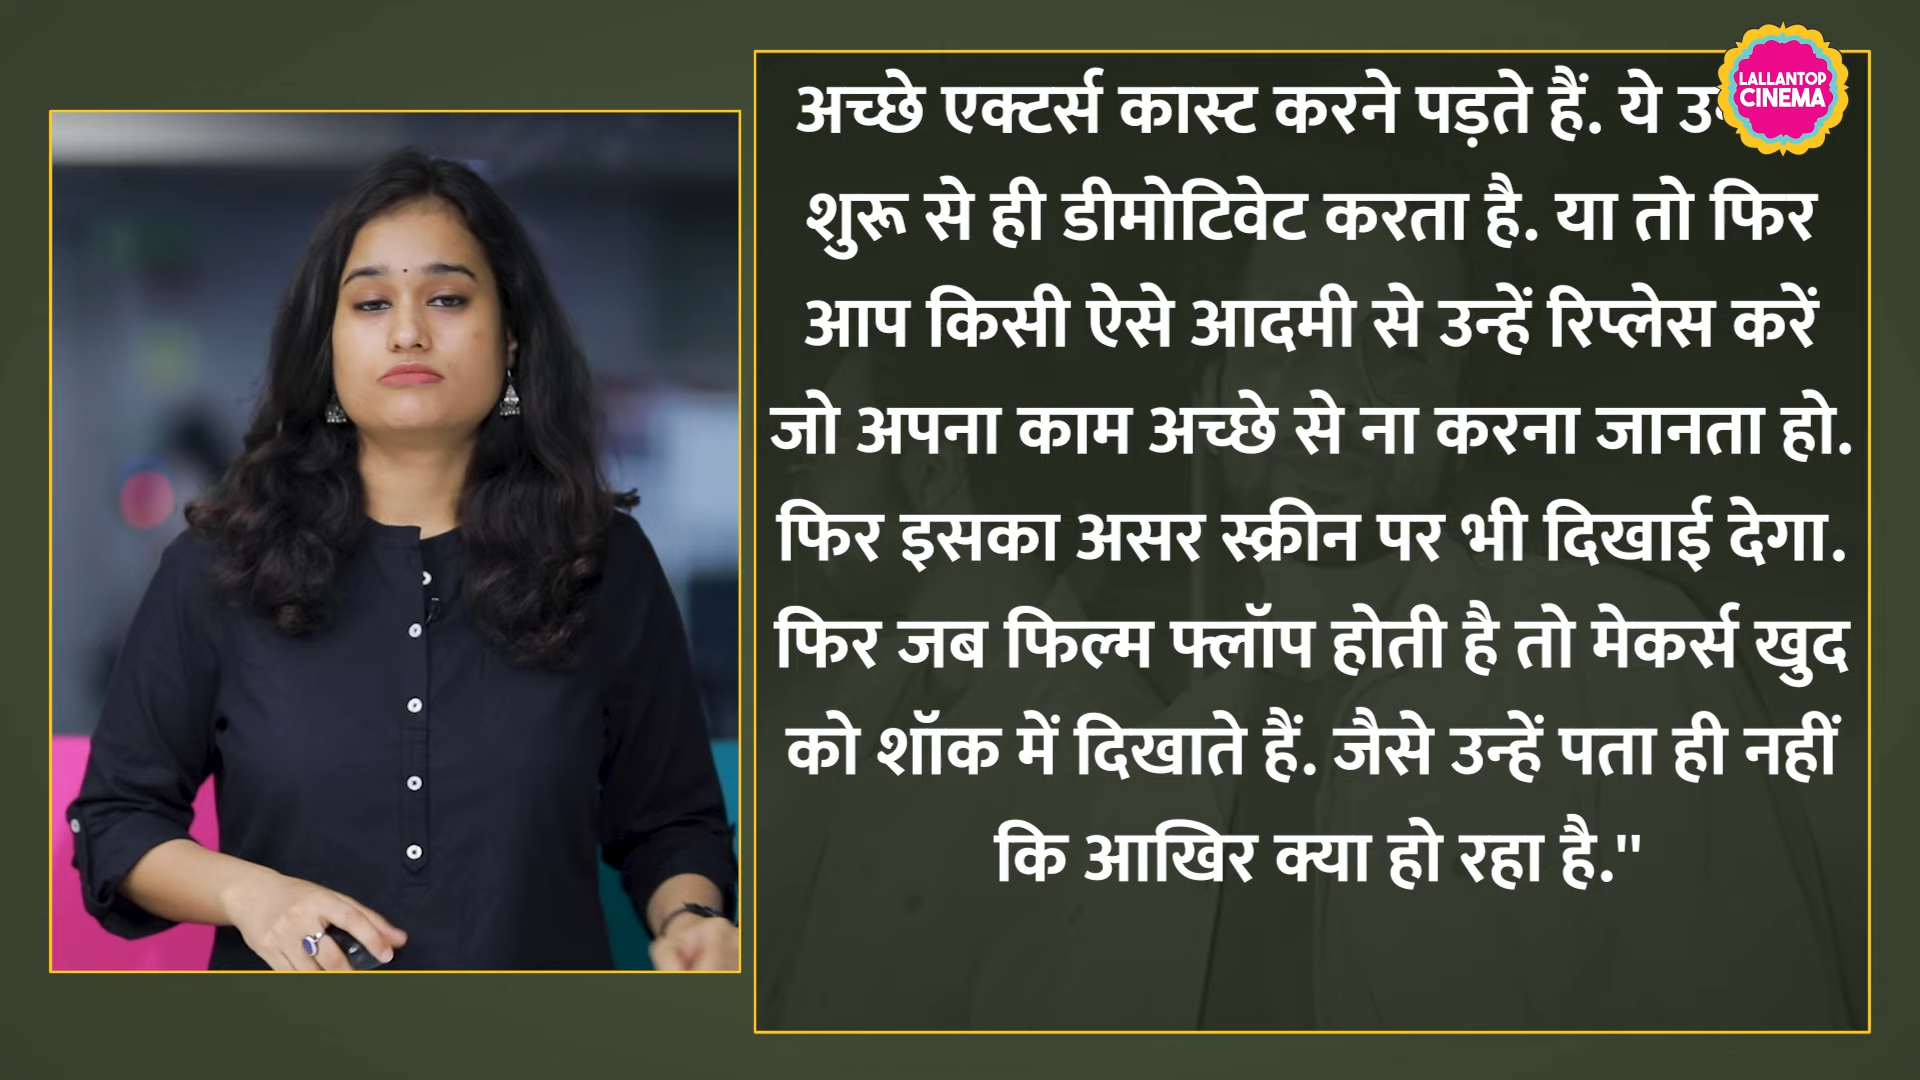 अच्छे एक्टर्स कास्ट करने पड़ते हैं. ये
शुरू से ही डीमोटिवेट करता है. या तो फिर
आप किसी ऐसे आदमी से उन्हें रिप्लेस करें
जो अपना काम अच्छे से ना करना जानता हो.
फिर इसका असर स्क्रीन पर भी दिखाई देगा.
फिर जब फिल्म फ्लॉप होती है तो मेकर्स खुद
को शॉक में दिखाते हैं. जैसे उन्हें पता ही नहीं
कि आखिर क्या हो रहा है."
LALLANTOP
CINEMA